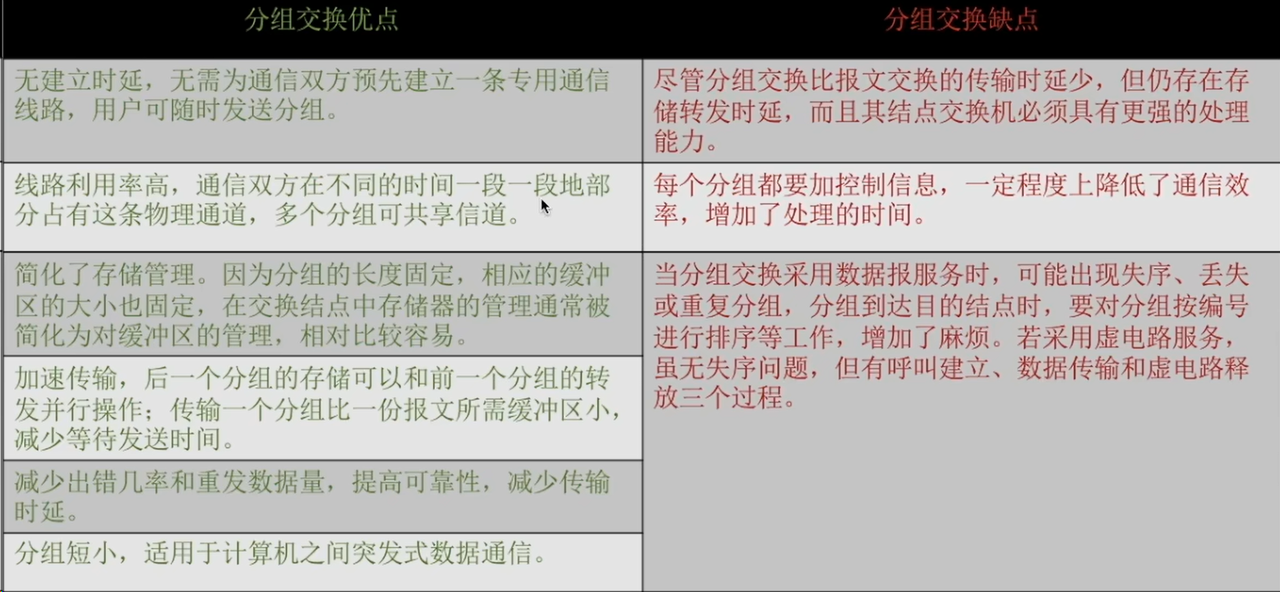 分组交换优点
分组交换缺点
无建立时延，无需为通信双方预先建立一条专用通信
线路，用户可随时发送分组。
尽管分组交换比报文交换的传输时延少，但仍存在存
储转发时延，而且其结点交换机必须具有更强的处理
能力。
线路利用率高，通信双方在不同的时间一段一段地部
分占有这条物理通道，多个分组可共享信道。
每个分组都要加控制信息，一定程度上降低了通信效
率，增加了处理的时间。
简化了存储管理。因为分组的长度固定，相应的缓冲
区的大小也固定，在交换结点中存储器的管理通常被
简化为对缓冲区的管理，相对比较容易。
当分组交换采用数据报服务时，可能出现失序、丢失
或重复分组，分组到达目的结点时，要对分组按编号
进行排序等工作，增加了麻烦。若采用虚电路服务，
虽无失序问题，但有呼叫建立、数据传输和虚电路释
放三个过程。
加速传输，后一个分组的存储可以和前一个分组的转
发并行操作；传输一个分组比一份报文所需缓冲区小，
减少等待发送时间。
减少出错几率和重发数据量，提高可靠性，减少传输
时延。
分组短小，适用于计算机之间突发式数据通信。